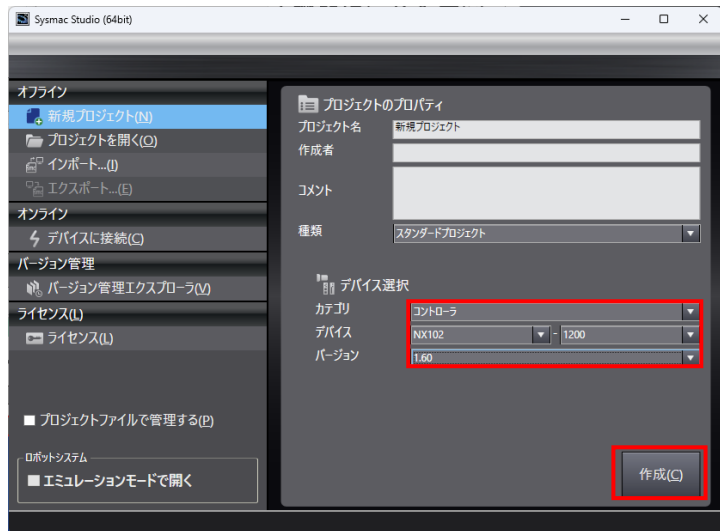 Sysmac Studio (64bit)
オフライン
新規プロジェクト(N)
プロジェクトを開く(O)
インポート...(I)
エクスポート...(E)
オンライン
デバイスに接続(C)
バージョン管理
バージョン管理エクスプローラ(V)
ライセンス(L)
ライセンス(L)
プロジェクトファイルで管理する(P)
ロボットシステム
エミュレーションモードで開く
プロジェクトのプロパティ
プロジェクト名 新規プロジェクト
作成者
コメント
種類 スタンダードプロジェクト
デバイス選択
カテゴリ コントローラ
デバイス NX102 - 1200
バージョン 1.60
作成(C)